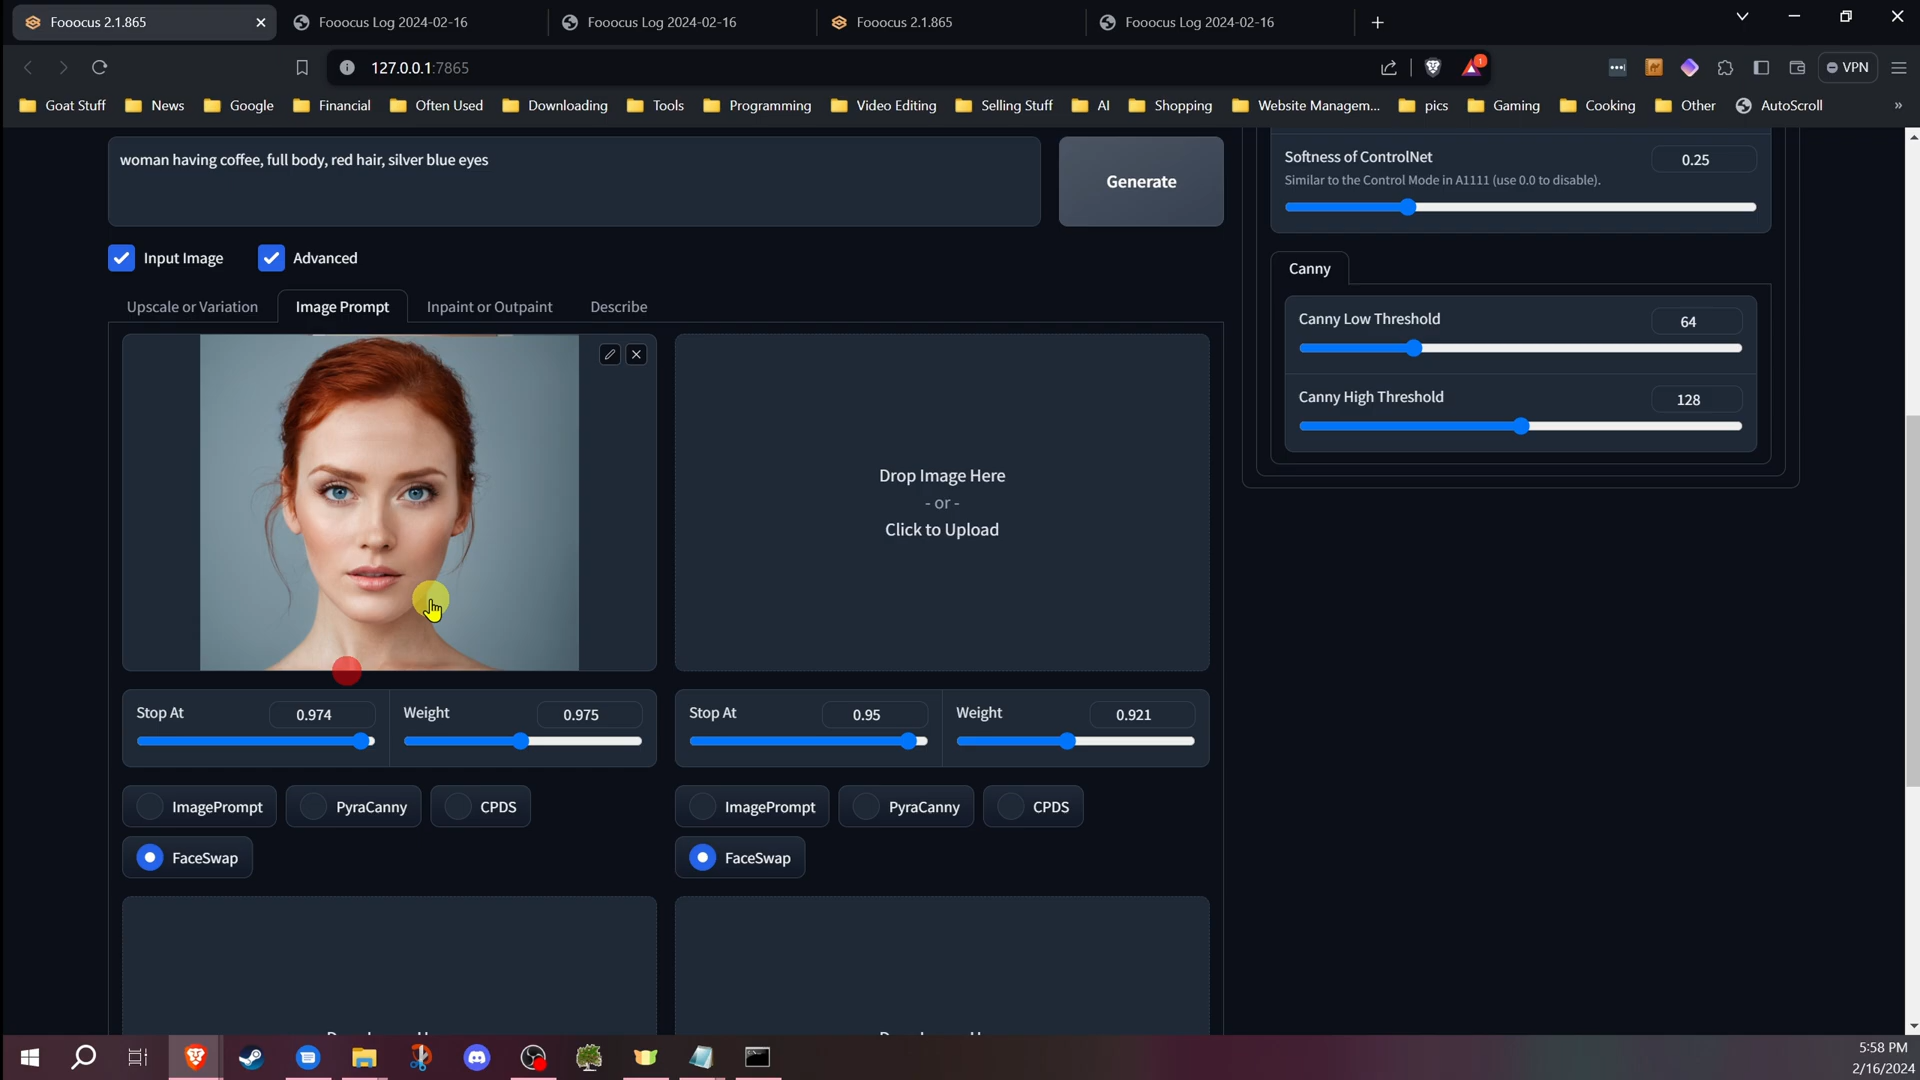 Fooocus 2.1.865
Fooocus Log 2024-02-16
Fooocus Log 2024-02-16
Fooocus 2.1.865
Fooocus Log 2024-02-16
127.0.0.1:7865
1
VPN
Goat Stuff
News
Google
Financial
Often Used
Downloading
Tools
Programming
Video Editing
Selling Stuff
AI
Shopping
Website Managem...
pics
Gaming
Cooking
Other
AutoScroll
»
woman having coffee, full body, red hair, silver blue eyes
Generate
Input Image
Advanced
Upscale or Variation
Image Prompt
Inpaint or Outpaint
Describe
Drop Image Here
- or -
Click to Upload
Stop At
0.974
Weight
0.975
Stop At
0.95
Weight
0.921
ImagePrompt
PyraCanny
CPDS
FaceSwap
ImagePrompt
PyraCanny
CPDS
FaceSwap
Softness of ControlNet
0.25
Similar to the Control Mode in A1111 (use 0.0 to disable).
Canny
Canny Low Threshold
64
Canny High Threshold
128
5:58 PM
2/16/2024